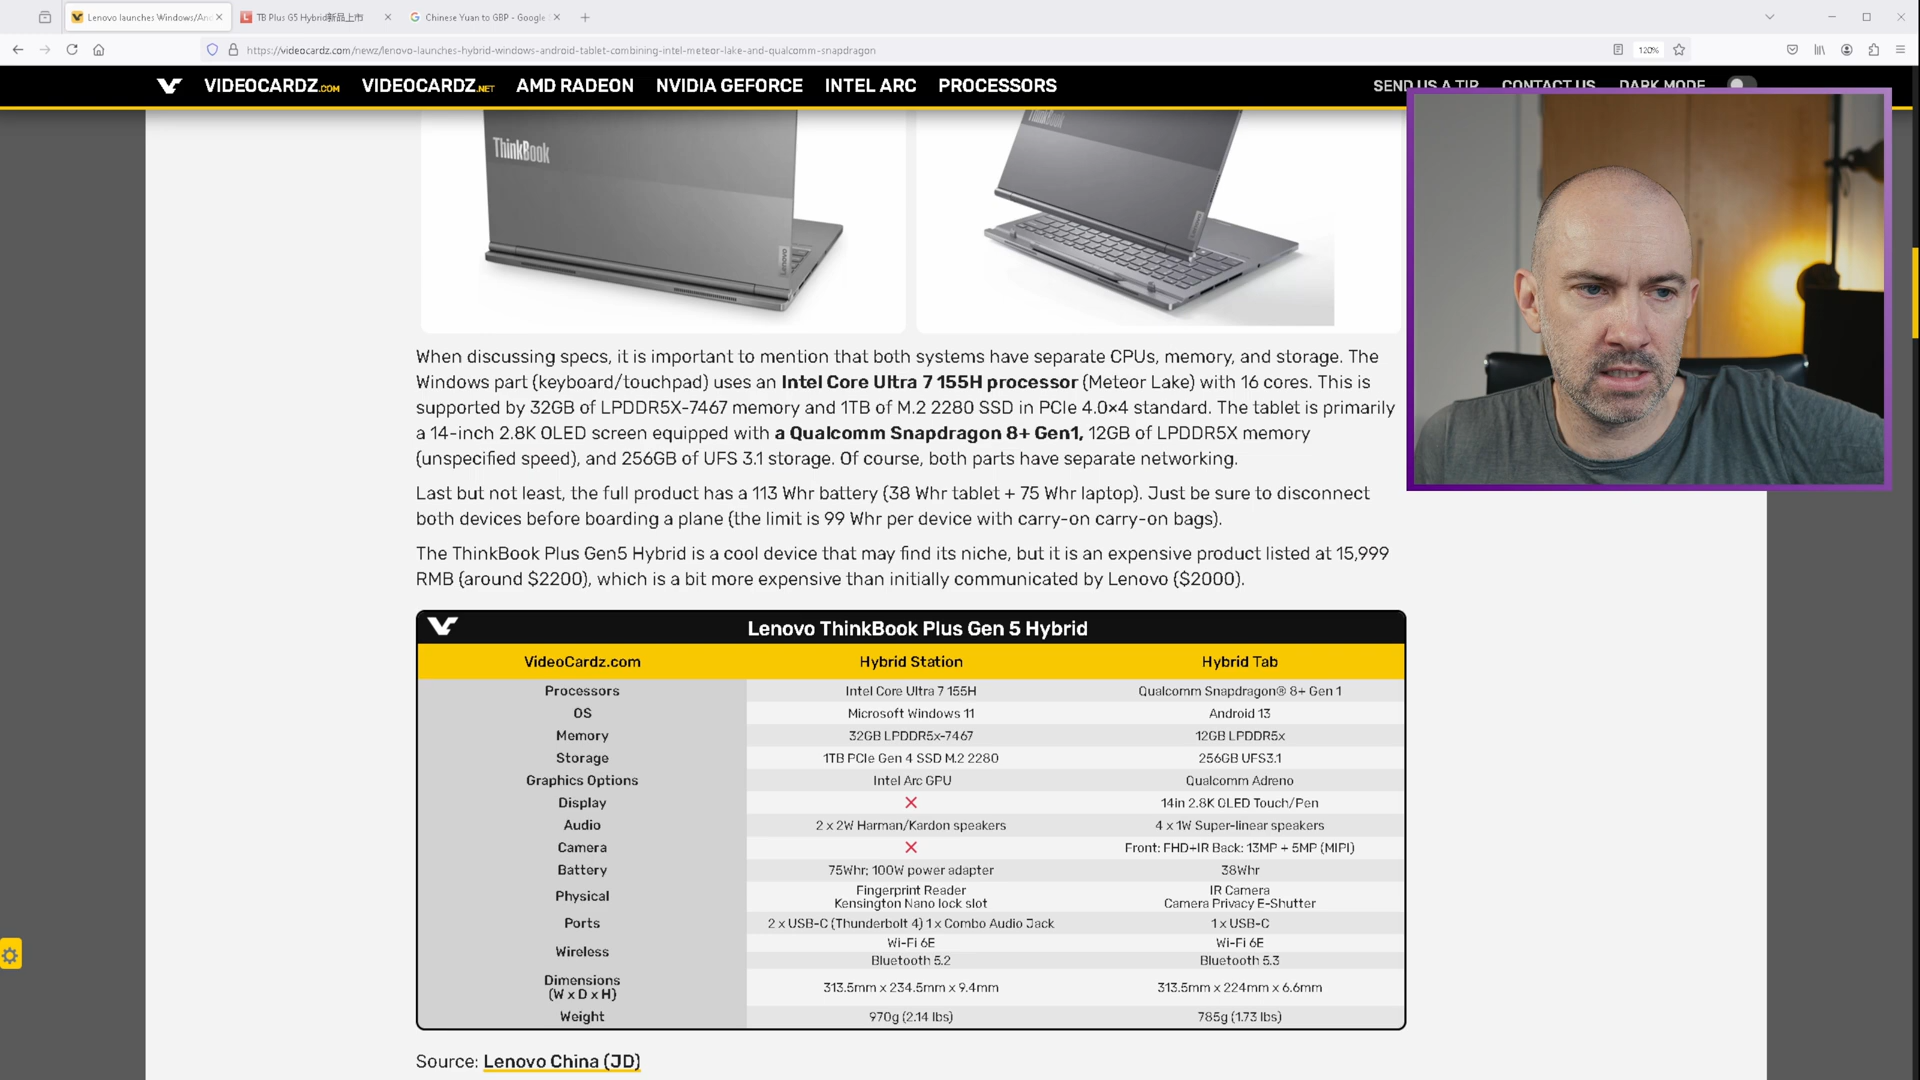 Lenovo launches Windows/And
TB Plus G5 Hybrid新品上市
Chinese Yuan to GBP - Google
https://videocardz.com/newz/lenovo-launches-hybrid-windows-android-tablet-combining-intel-meteor-lake-and-qualcomm-snapdragon
120%
VIDEOCARDZ.COM VIDEOCARDZ.NET AMD RADEON NVIDIA GEFORCE INTEL ARC PROCESSORS
SEND US A TIP CONTACT US DARK MODE
ThinkBook
Lenovo
ThinkBook
Lenovo
When discussing specs, it is important to mention that both systems have separate CPUs, memory, and storage. The
Windows part (keyboard/touchpad) uses an Intel Core Ultra 7 155H processor (Meteor Lake) with 16 cores. This is
supported by 32GB of LPDDR5X-7467 memory and 1TB of M.2 2280 SSD in PCIe 4.0×4 standard. The tablet is primarily
a 14-inch 2.8K OLED screen equipped with a Qualcomm Snapdragon 8+ Gen1, 12GB of LPDDR5X memory
(unspecified speed), and 256GB of UFS 3.1 storage. Of course, both parts have separate networking.
Last but not least, the full product has a 113 Whr battery (38 Whr tablet + 75 Whr laptop). Just be sure to disconnect
both devices before boarding a plane (the limit is 99 Whr per device with carry-on carry-on bags).
The ThinkBook Plus Gen5 Hybrid is a cool device that may find its niche, but it is an expensive product listed at 15,999
RMB (around $2200), which is a bit more expensive than initially communicated by Lenovo ($2000).
Lenovo ThinkBook Plus Gen 5 Hybrid
VideoCardz.com Hybrid Station Hybrid Tab
Processors Intel Core Ultra 7 155H Qualcomm Snapdragon® 8+ Gen 1
OS Microsoft Windows 11 Android 13
Memory 32GB LPDDR5x-7467 12GB LPDDR5x
Storage 1TB PCIe Gen 4 SSD M.2 2280 256GB UFS3.1
Graphics Options Intel Arc GPU Qualcomm Adreno
Display 14in 2.8K OLED Touch/Pen
Audio 2 x 2W Harman/Kardon speakers 4 x 1W Super-linear speakers
Camera Front: FHD+IR Back: 13MP + 5MP (MIPI)
Battery 75Whr; 100W power adapter 38Whr
Physical Fingerprint Reader IR Camera
Kensington Nano lock slot Camera Privacy E-Shutter
Ports 2 x USB-C (Thunderbolt 4) 1 x Combo Audio Jack 1 x USB-C
Wireless Wi-Fi 6E Wi-Fi 6E
Bluetooth 5.2 Bluetooth 5.3
Dimensions
(W x D x H) 313.5mm x 234.5mm x 9.4mm 313.5mm x 224mm x 6.6mm
Weight 970g (2.14 lbs) 785g (1.73 lbs)
Source: Lenovo China (JD)